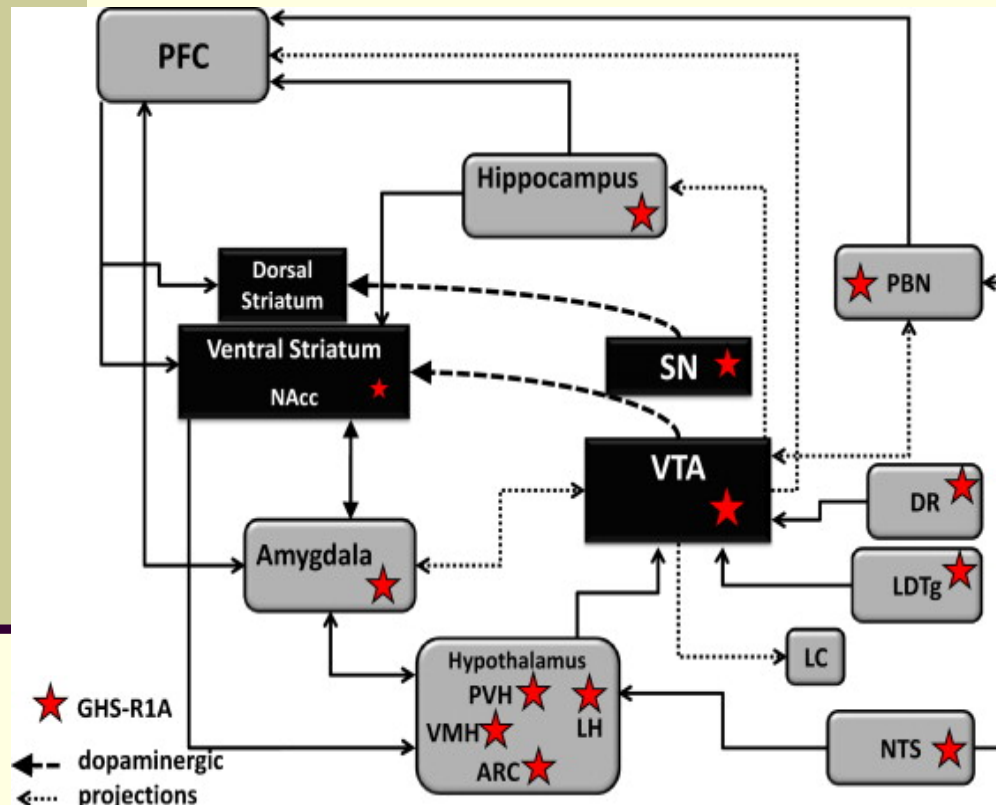 PFC
Hippocampus
PBN
Dorsal
Striatum
Ventral Striatum
NAcc
SN
VTA
DR
Amygdala
LDTg
LC
Hypothalamus
PVH
LH
VMH
ARC
NTS
GHS-R1A
dopaminergic
projections